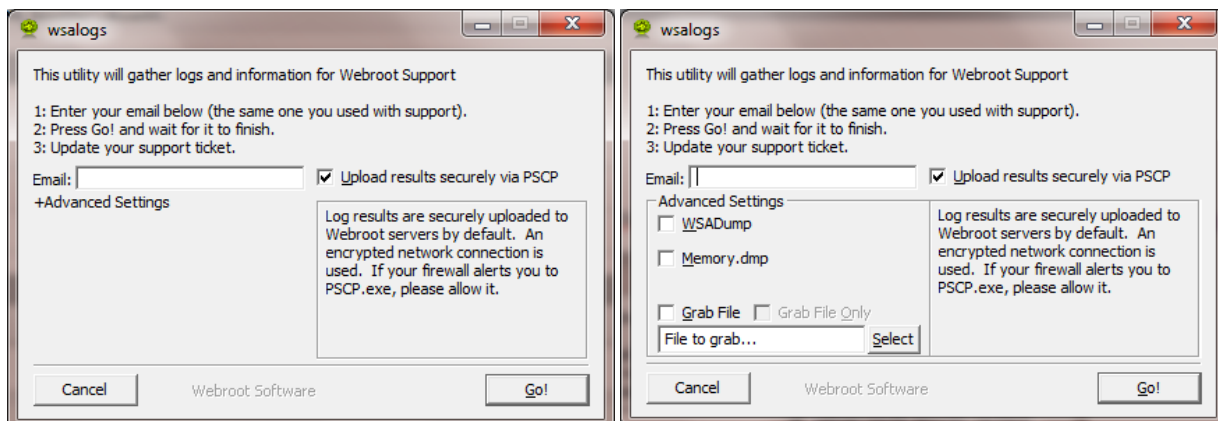 wsalogs
This utility will gather logs and information for Webroot Support
1: Enter your email below (the same one you used with support).
2: Press Go! and wait for it to finish.
3: Update your support ticket.
Email:
Upload results securely via PSCP
+Advanced Settings
Log results are securely uploaded to
Webroot servers by default. An
encrypted network connection is
used. If your firewall alerts you to
PSCP.exe, please allow it.
Cancel
Webroot Software
Go!
wsalogs
This utility will gather logs and information for Webroot Support
1: Enter your email below (the same one you used with support).
2: Press Go! and wait for it to finish.
3: Update your support ticket.
Email:
Upload results securely via PSCP
Advanced Settings
WSADump
Memory.dmp
Grab File
Grab File Only
File to grab...
Select
Log results are securely uploaded to
Webroot servers by default. An
encrypted network connection is
used. If your firewall alerts you to
PSCP.exe, please allow it.
Cancel
Webroot Software
Go!